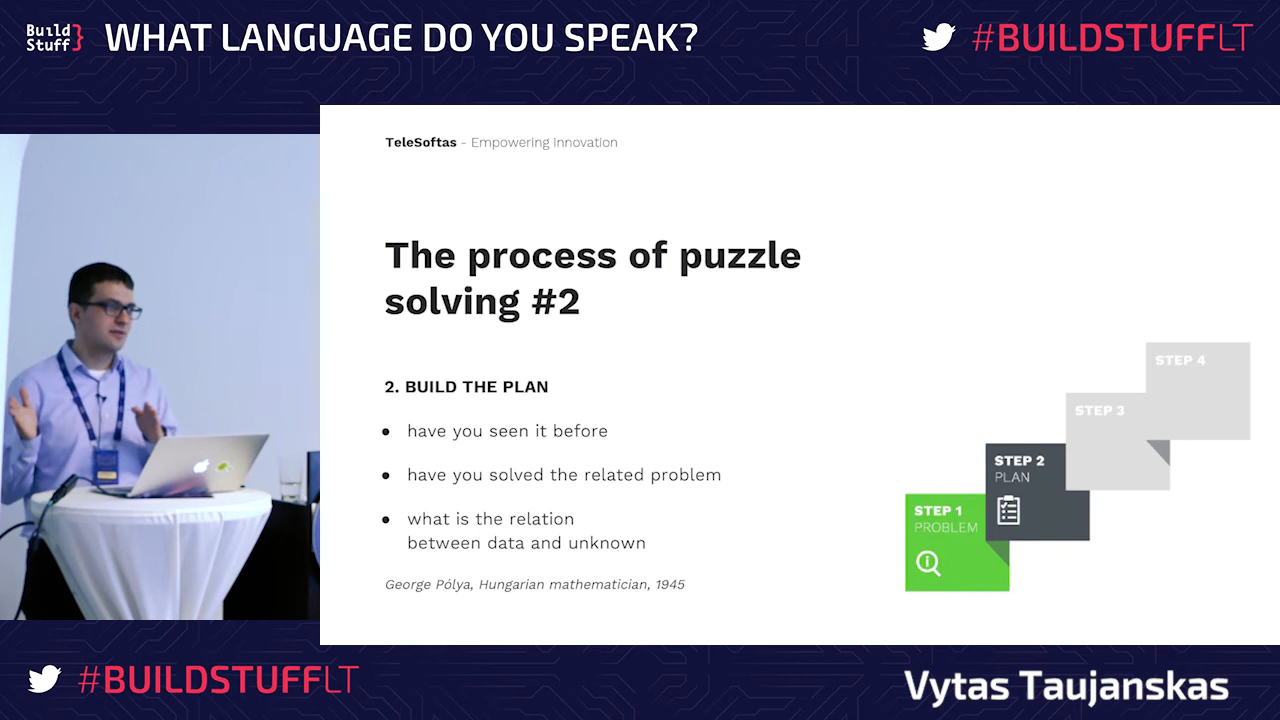 Build
Stuff}
WHAT LANGUAGE DO YOU SPEAK?
#BUILDSTUFFLT
TeleSoftas - Empowering innovation
The process of puzzle
solving #2
2. BUILD THE PLAN
have you seen it before
have you solved the related problem
what is the relation
between data and unknown
George Pólya, Hungarian mathematician, 1945
STEP 4
STEP 3
STEP 2
PLAN
STEP 1
PROBLEM
#BUILDSTUFFLT
Vytas Taujanskas